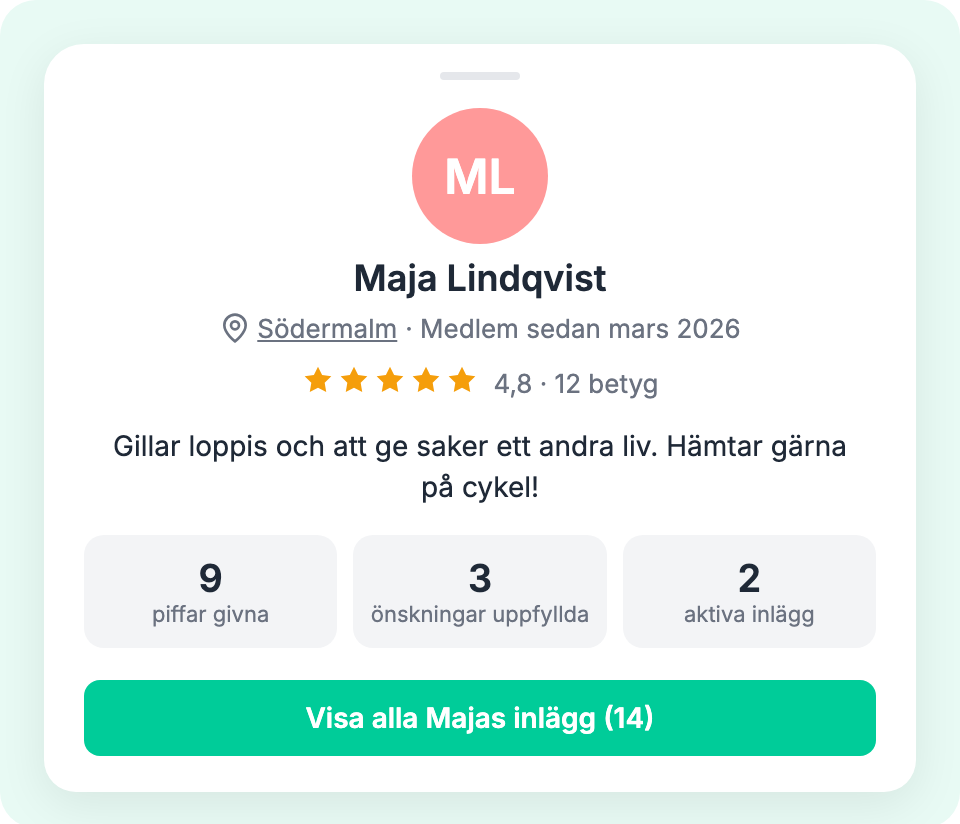 ML
Maja Lindqvist
Södermalm · Medlem sedan mars 2026
4,8 · 12 betyg
Gillar loppis och att ge saker ett andra liv. Hämtar gärna
på cykel!
9
piffar givna
3
önskningar uppfyllda
2
aktiva inlägg
Visa alla Majas inlägg (14)